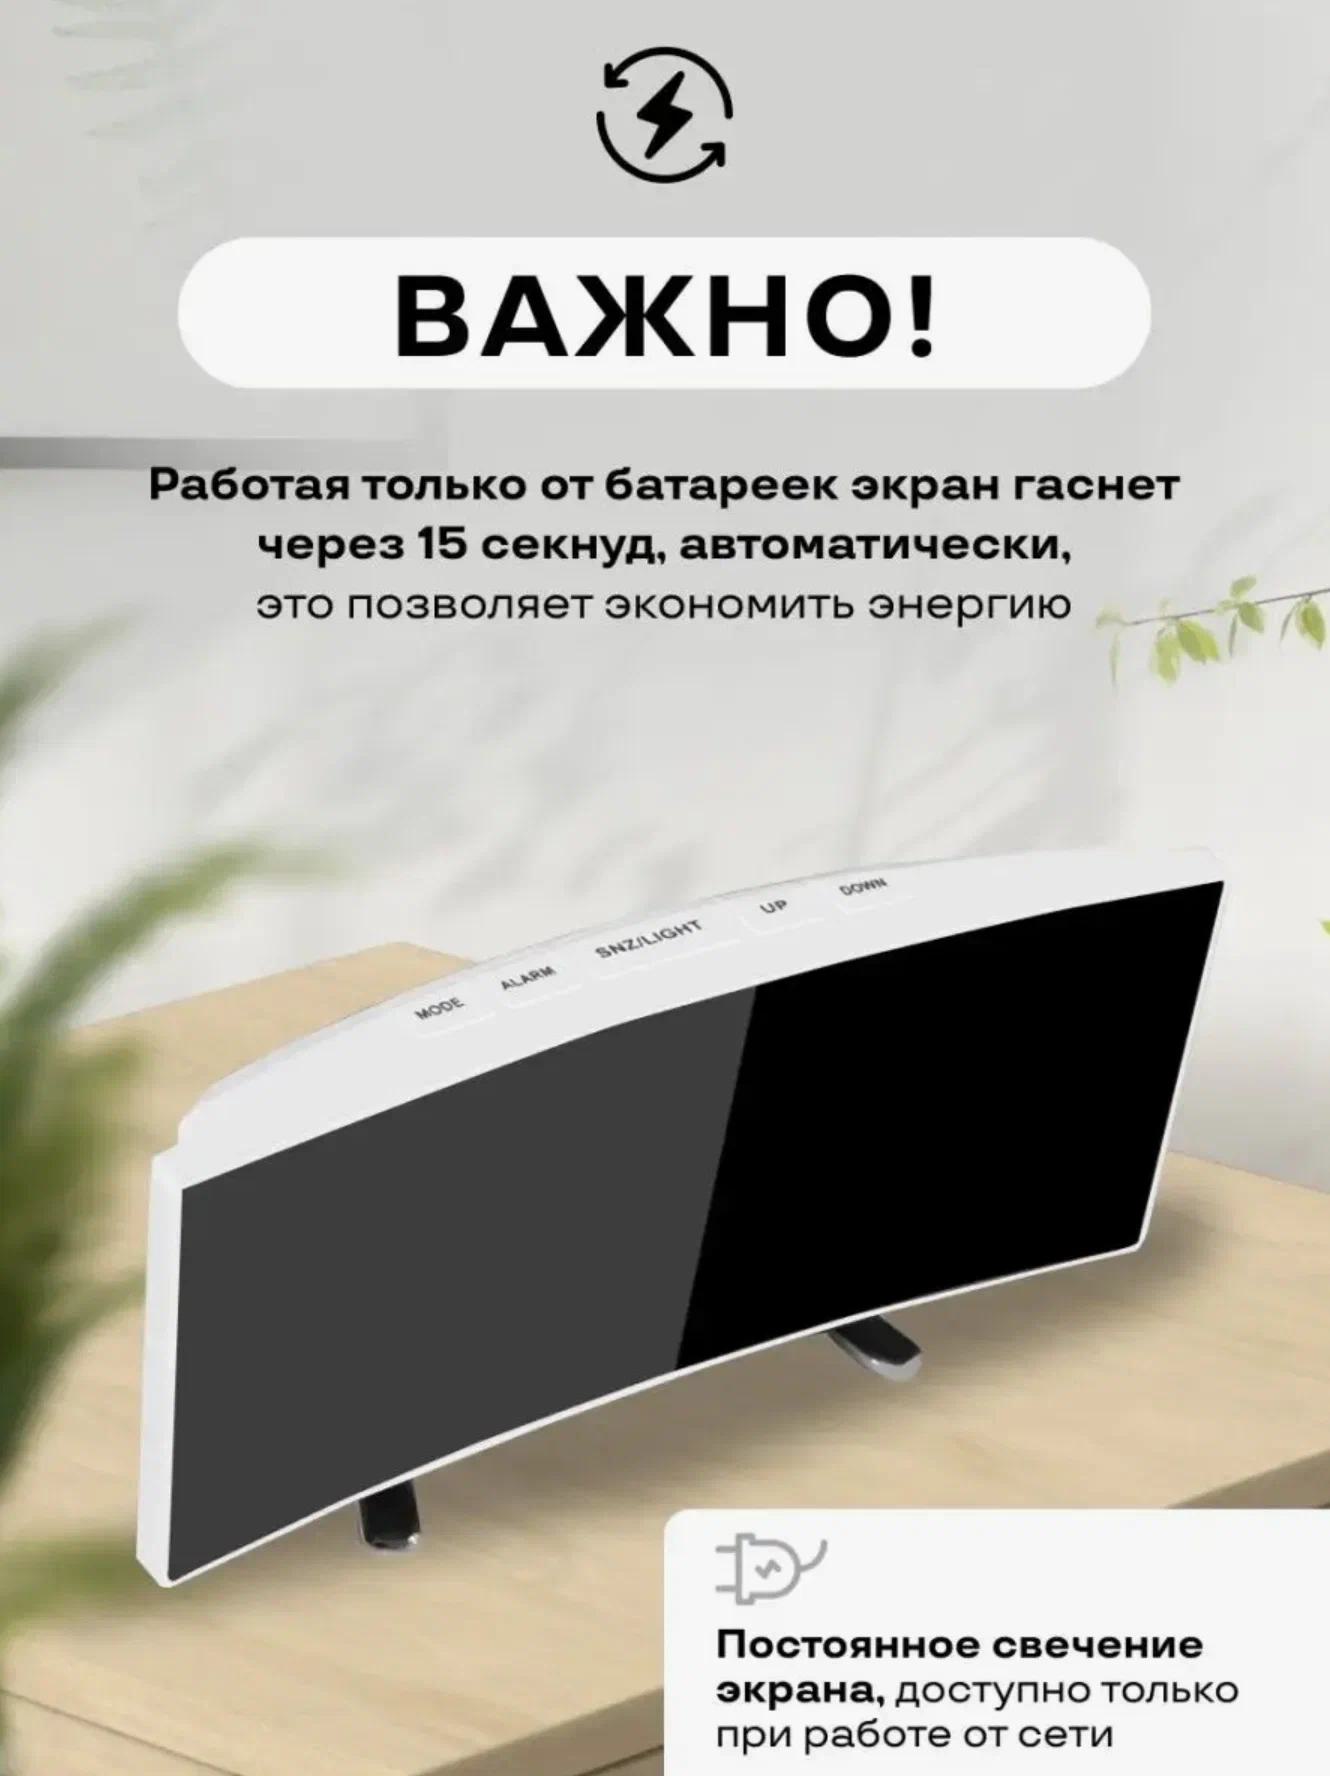 ВАЖНО!
Работая только от батареек экран гаснет
через 15 секнуд, автоматически,
это позволяет экономить энергию
MODE ALARM SNZ/LIGHT UP DOWN
Постоянное свечение
экрана, доступно только
при работе от сети